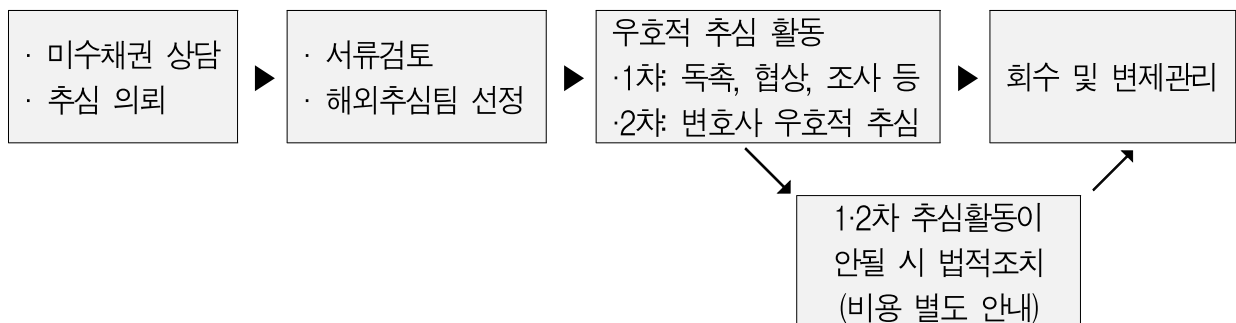 · 미수채권 상담
· 추심 의뢰
· 서류검토
· 해외추심팀 선정
우호적 추심 활동
·1차: 독촉, 협상, 조사 등
·2차: 변호사 우호적 추심
회수 및 변제관리
1·2차 추심활동이
안될 시 법적조치
(비용 별도 안내)